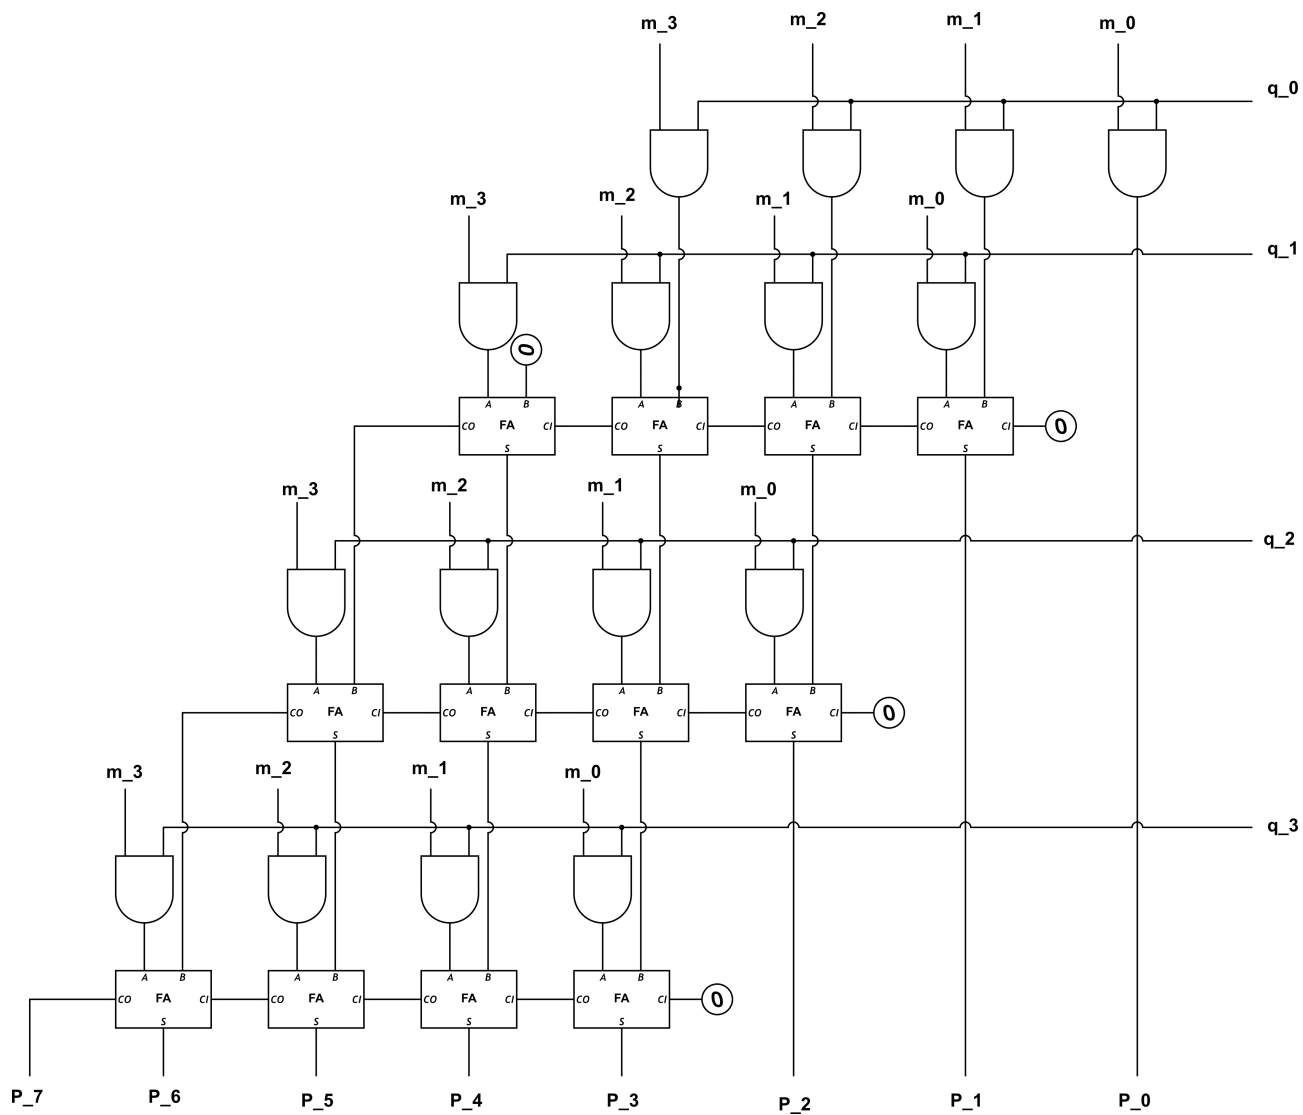 m_3 m_2 m_1 m_0
q_0
m_3 m_2 m_1 m_0
q_1
0
A B A B A B A B
CO FA CI CO FA CI CO FA CI CO FA CI 0
S S S S
m_3 m_2 m_1 m_0
q_2
A B A B A B A B
CO FA CI CO FA CI CO FA CI CO FA CI 0
S S S S
m_3 m_2 m_1 m_0
q_3
A B A B A B A B
CO FA CI CO FA CI CO FA CI CO FA CI 0
S S S S
P_7 P_6 P_5 P_4 P_3 P_2 P_1 P_0